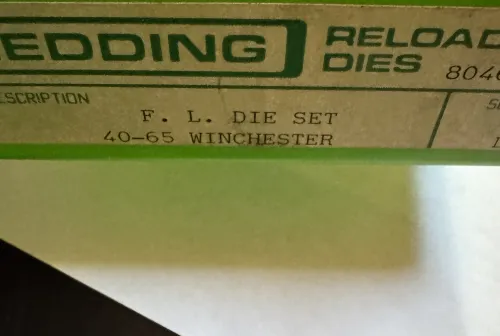 EDDING RELOAD
DIES 804
ESCRIPTION
F. L. DIE SET
40-65 WINCHESTER